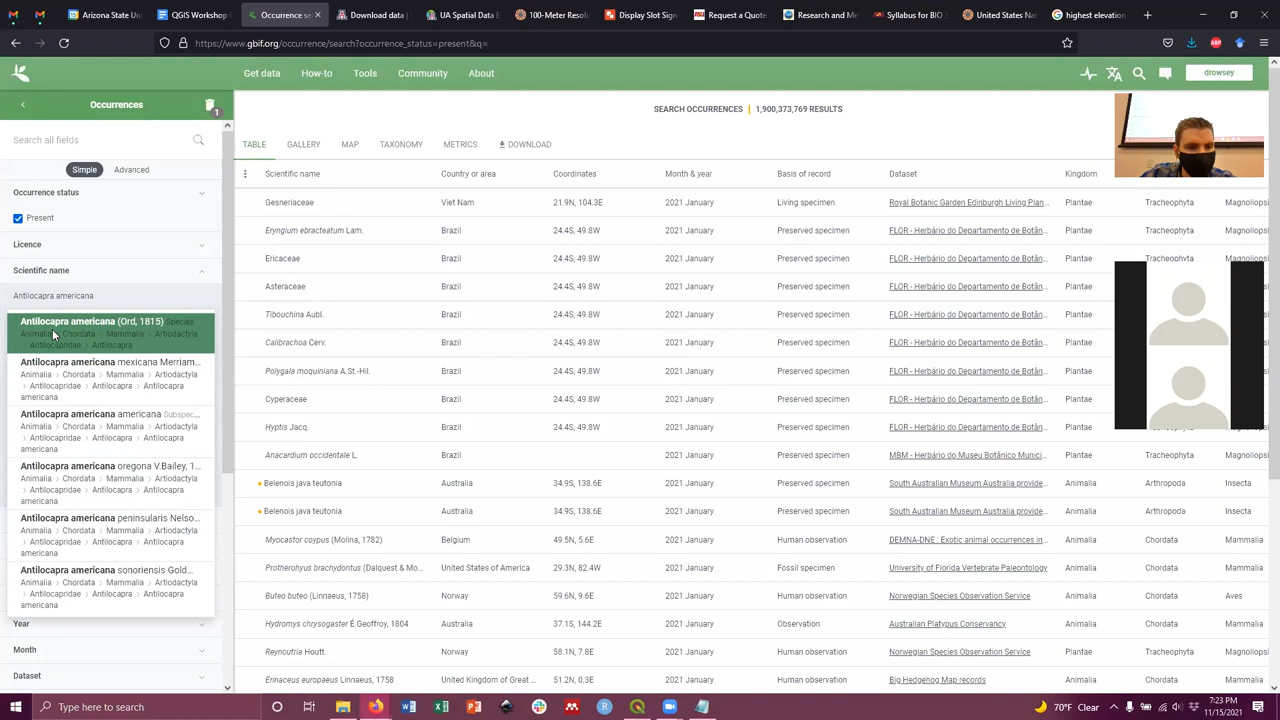 QGIS Workshop
Occurrence se
Download data |
100-Meter Resol
Display Slot Sign
Request a Quote
Research and Me
Syllabus for BIO
United States Nat
https://www.gbif.org/occurrence/search?occurrence_status=present&q=
Get data
How-to
Tools
Community
About
drowsey
Occurrences
1
SEARCH OCCURRENCES | 1,900,373,769 RESULTS
Search all fields
TABLE
GALLERY
MAP
TAXONOMY
METRICS
DOWNLOAD
Simple
Advanced
Occurrence status
Present
Licence
Scientific name
Antilocapra americana
Antilocapra americana (Ord, 1815) Species
Animalia › Chordata › Mammalia › Artiodactyla
› Antilocapridae › Antilocapra
Antilocapra americana mexicana Merriam...
Animalia › Chordata › Mammalia › Artiodactyla
› Antilocapridae › Antilocapra › Antilocapra
americana
Antilocapra americana americana Subspec...
Animalia › Chordata › Mammalia › Artiodactyla
› Antilocapridae › Antilocapra › Antilocapra
americana
Antilocapra americana oregona V.Bailey, 1...
Animalia › Chordata › Mammalia › Artiodactyla
› Antilocapridae › Antilocapra › Antilocapra
americana
Antilocapra americana peninsularis Nelso...
Animalia › Chordata › Mammalia › Artiodactyla
› Antilocapridae › Antilocapra › Antilocapra
americana
Antilocapra americana sonoriensis Gold...
Animalia › Chordata › Mammalia › Artiodactyla
› Antilocapridae › Antilocapra › Antilocapra
americana
Year
Month
Dataset
Scientific name Country or area Coordinates Month & year Basis of record Dataset Kingdom
Gesneriaceae Viet Nam 21.9N, 104.3E 2021 January Living specimen Royal Botanic Garden Edinburgh Living Plan... Plantae Tracheophyta Magnoliopsi
Eryngium ebracteatum Lam. Brazil 24.4S, 49.8W 2021 January Preserved specimen FLOR - Herbário do Departamento de Botân... Plantae Tracheophyta Magnoliopsi
Ericaceae Brazil 24.4S, 49.8W 2021 January Preserved specimen FLOR - Herbário do Departamento de Botân... Plantae Tracheophyta Magnoliopsi
Asteraceae Brazil 24.4S, 49.8W 2021 January Preserved specimen FLOR - Herbário do Departamento de Botân...
Tibouchina Aubl. Brazil 24.4S, 49.8W 2021 January Preserved specimen FLOR - Herbário do Departamento de Botân...
Calibrachoa Cerv. Brazil 24.4S, 49.8W 2021 January Preserved specimen FLOR - Herbário do Departamento de Botân...
Polygala moquiniana A.St.-Hil. Brazil 24.4S, 49.8W 2021 January Preserved specimen FLOR - Herbário do Departamento de Botân...
Cyperaceae Brazil 24.4S, 49.8W 2021 January Preserved specimen FLOR - Herbário do Departamento de Botân...
Hyptis Jacq. Brazil 24.4S, 49.8W 2021 January Preserved specimen FLOR - Herbário do Departamento de Botân... Plantae Tracheophyta Magnoliopsi
Anacardium occidentale L. Brazil 2021 January Preserved specimen MBM - Herbário do Museu Botânico Munici... Plantae Tracheophyta Magnoliopsi
Belenois java teutonia Australia 34.9S, 138.6E 2021 January Preserved specimen South Australian Museum Australia provide... Animalia Arthropoda Insecta
Belenois java teutonia Australia 34.9S, 138.6E 2021 January Preserved specimen South Australian Museum Australia provide... Animalia Arthropoda Insecta
Myocastor coypus (Molina, 1782) Belgium 49.5N, 5.6E 2021 January Human observation DEMNA-DNE : Exotic animal occurrences in... Animalia Chordata Mammalia
Protherohyus brachydontus (Dalquest & Mo... United States of America 29.3N, 82.4W 2021 January Fossil specimen University of Florida Vertebrate Paleontology Animalia Chordata Mammalia
Buteo buteo (Linnaeus, 1758) Norway 59.6N, 9.6E 2021 January Human observation Norwegian Species Observation Service Animalia Chordata Aves
Hydromys chrysogaster É.Geoffroy, 1804 Australia 37.1S, 144.2E 2021 January Observation Australian Platypus Conservancy Animalia Chordata Mammalia
Reynoutria Houtt. Norway 58.1N, 7.8E 2021 January Human observation Norwegian Species Observation Service Plantae Tracheophyta Magnoliopsi
Erinaceus europaeus Linnaeus, 1758 United Kingdom of Great ... 51.2N, 0.3E 2021 January Human observation Big Hedgehog Map records Animalia Chordata Mammalia
Type here to search
70°F Clear
7:23 PM
11/15/2021